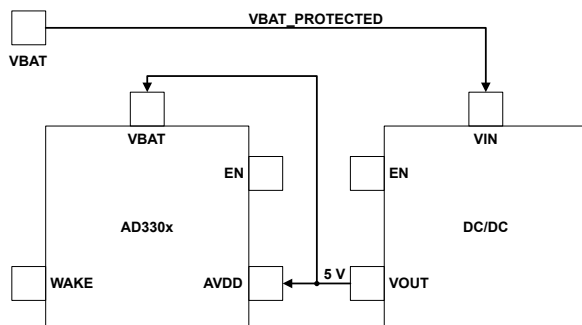 VBAT_PROTECTED
VBAT
VBAT
VIN
EN
EN
AD330x
DC/DC
WAKE
AVDD
5 V
VOUT